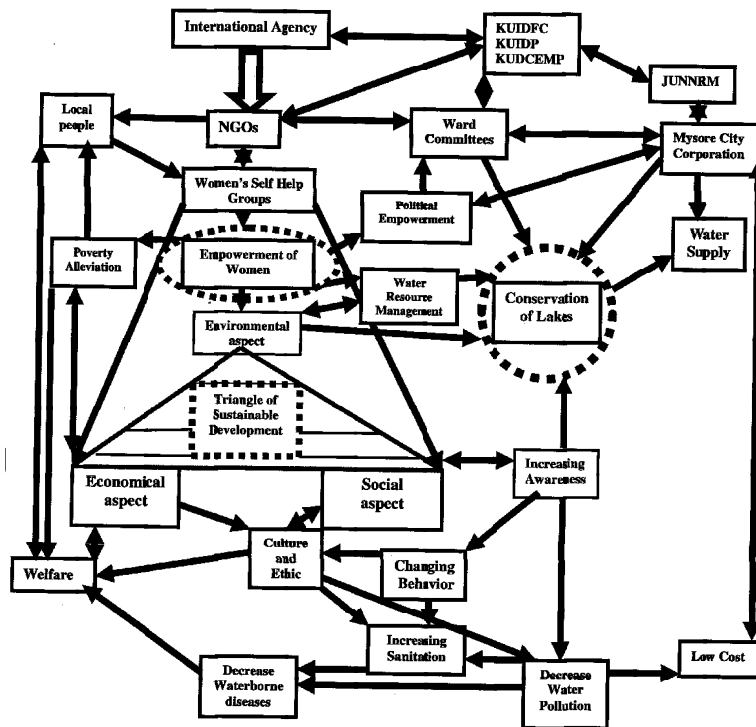 International Agency
KUIDFC
KUIDP
KUDCEMP
JUNNRM
Local
people
NGOs
Ward
Committees
Mysore City
Corporation
Women's Self Help
Groups
Political
Empowerment
Water
Supply
Poverty
Alleviation
Empowerment of
Women
Water
Resource
Management
Conservation
of Lakes
Environmental
aspect
Triangle of
Sustainable
Development
Economical
aspect
Social
aspect
Increasing
Awareness
Culture
and
Ethic
Changing
Behavior
Welfare
Increasing
Sanitation
Low Cost
Decrease
Waterborne
diseases
Decrease
Water
Pollution